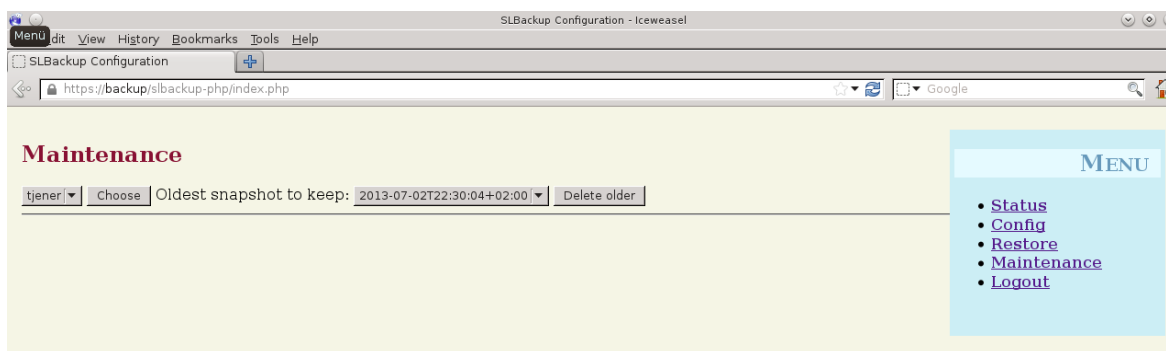 SLBackup Configuration - Iceweasel
Menü dit View History Bookmarks Tools Help
SLBackup Configuration
https://backup/slbackup-php/index.php Google
Maintenance
tjener Choose Oldest snapshot to keep: 2013-07-02T22:30:04+02:00 Delete older
MENU
Status
Config
Restore
Maintenance
Logout